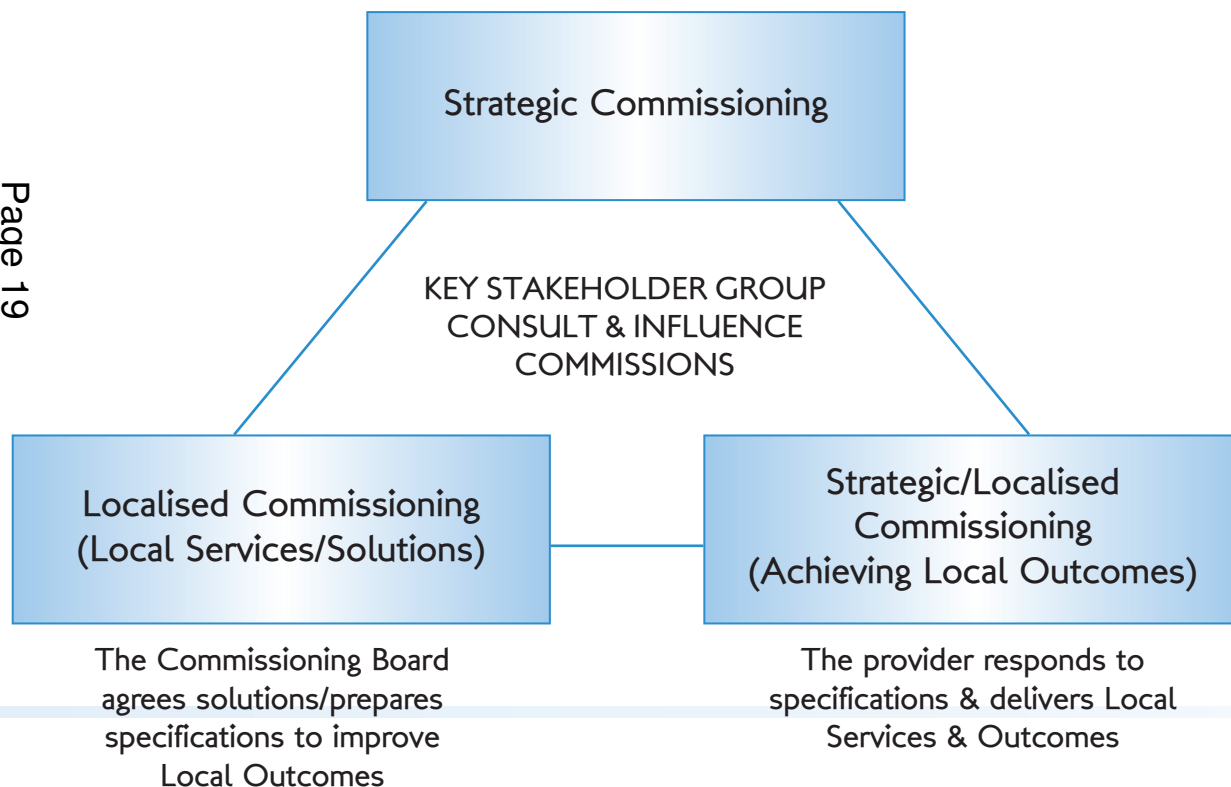 Page 19
Strategic Commissioning
KEY STAKEHOLDER GROUP
CONSULT & INFLUENCE
COMMISSIONS
Localised Commissioning
(Local Services/Solutions)
The Commissioning Board
agrees solutions/prepares
specifications to improve
Local Outcomes
Strategic/Localised
Commissioning
(Achieving Local Outcomes)
The provider responds to
specifications & delivers Local
Services & Outcomes